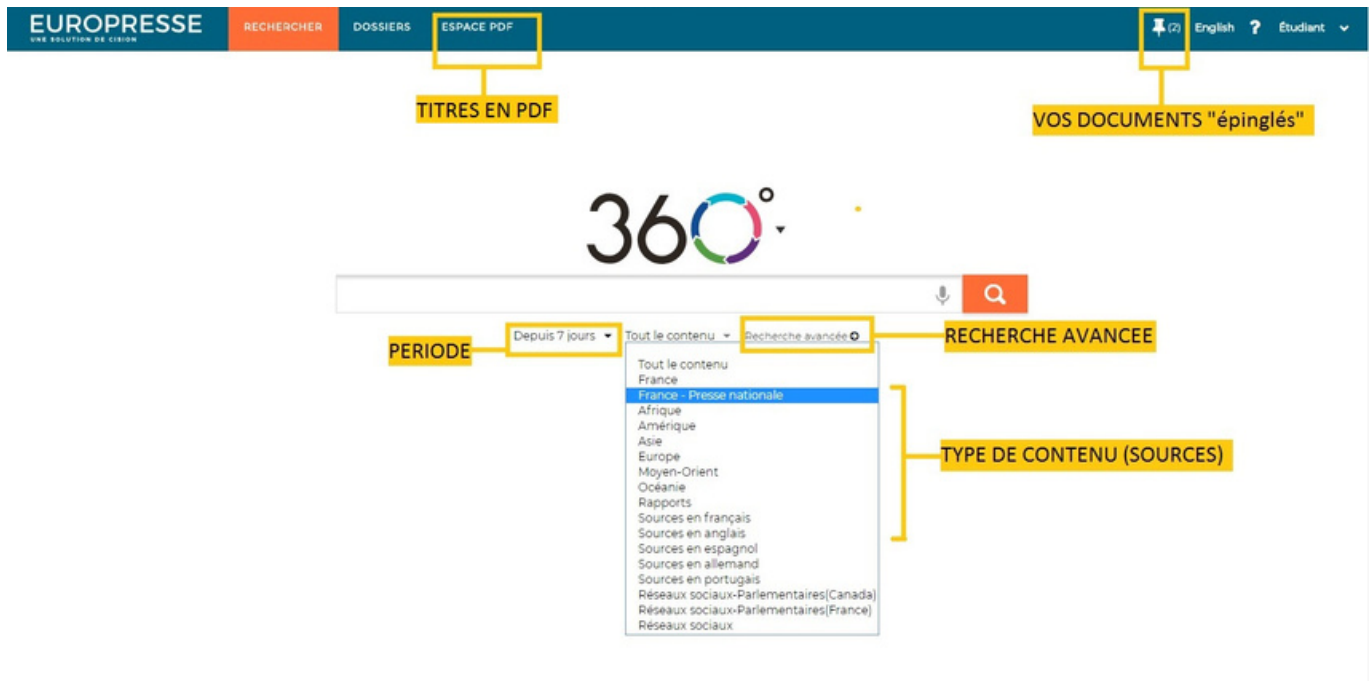 EUROPRESSE
UNE SOLUTION DE CISION
RECHERCHER
DOSSIERS
ESPACE PDF
(2)
English
?
Étudiant
TITRES EN PDF
VOS DOCUMENTS "épinglés"
360°
Depuis 7 jours
Tout le contenu
Recherche avancée
PERIODE
RECHERCHE AVANCEE
Tout le contenu
France
France - Presse nationale
Afrique
Amérique
Asie
Europe
Moyen-Orient
Océanie
Rapports
Sources en français
Sources en anglais
Sources en espagnol
Sources en allemand
Sources en portugais
Réseaux sociaux-Parlementaires(Canada)
Réseaux sociaux-Parlementaires(France)
Réseaux sociaux
TYPE DE CONTENU (SOURCES)